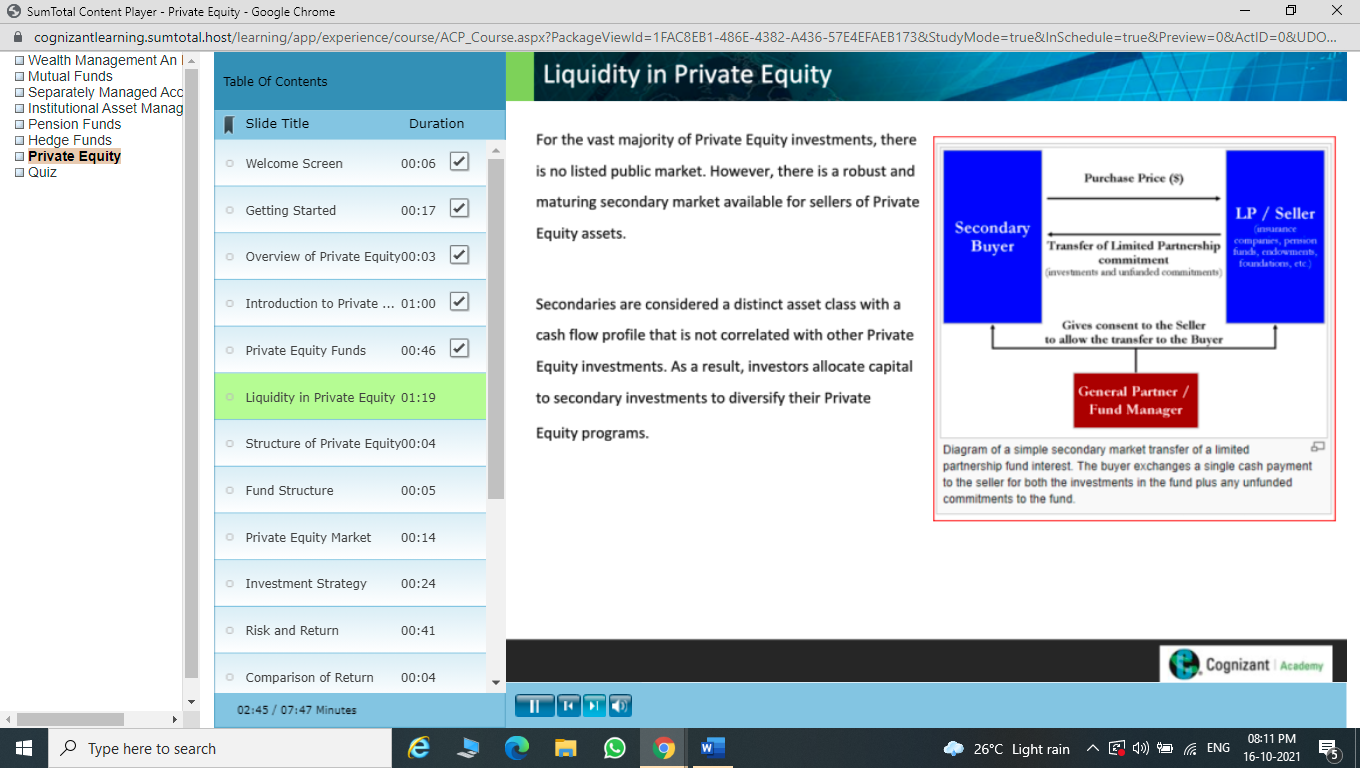 SumTotal Content Player - Private Equity - Google Chrome
cognizantlearning.sumtotal.host/learning/app/experience/course/ACP_Course.aspx?PackageViewId=1FAC8EB1-486E-4382-A436-57E4EFAEB173&StudyMode=true&InSchedule=true&Preview=0&ActID=0&UDO...
Wealth Management An
Mutual Funds
Separately Managed Acc
Institutional Asset Manag
Pension Funds
Hedge Funds
Private Equity
Quiz
Table Of Contents
Slide Title Duration
Welcome Screen 00:06
Getting Started 00:17
Overview of Private Equity 00:03
Introduction to Private ... 01:00
Private Equity Funds 00:46
Liquidity in Private Equity 01:19
Structure of Private Equity 00:04
Fund Structure 00:05
Private Equity Market 00:14
Investment Strategy 00:24
Risk and Return 00:41
Comparison of Return 00:04
02:45 / 07:47 Minutes
Liquidity in Private Equity
For the vast majority of Private Equity investments, there
is no listed public market. However, there is a robust and
maturing secondary market available for sellers of Private
Equity assets.
Secondaries are considered a distinct asset class with a
cash flow profile that is not correlated with other Private
Equity investments. As a result, investors allocate capital
to secondary investments to diversify their Private
Equity programs.
Secondary
Buyer
Purchase Price ($)
Transfer of Limited Partnership
commitment
(investments and unfunded commitments)
LP / Seller
(insurance
companies, pension
funds, endowments,
foundations, etc.)
Gives consent to the Seller
to allow the transfer to the Buyer
General Partner /
Fund Manager
Diagram of a simple secondary market transfer of a limited
partnership fund interest. The buyer exchanges a single cash payment
to the seller for both the investments in the fund plus any unfunded
commitments to the fund.
Cognizant | Academy
Type here to search
26°C Light rain
ENG
08:11 PM
16-10-2021
5